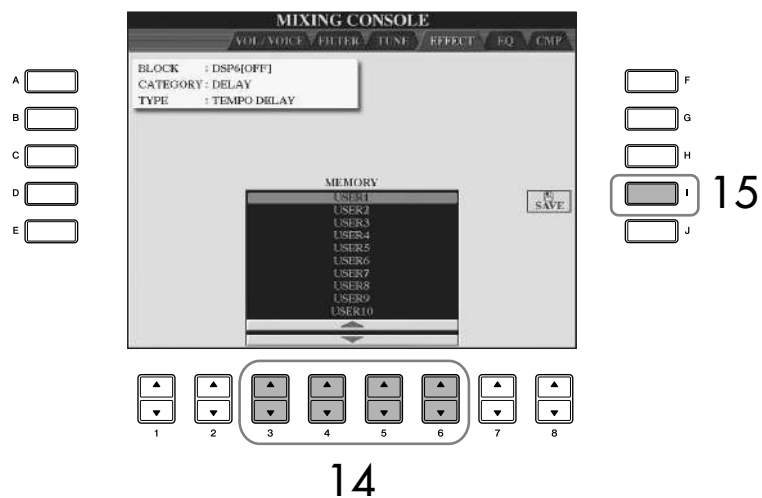 MIXING CONSOLE
VOL/VOICE FILTER TUNE EFFECT EQ CMP
BLOCK : DSP6[OFF]
CATEGORY : DELAY
TYPE : TEMPO DELAY
A
B
C
D
E
F
G
H
I
J
15
MEMORY
USER1
USER2
USER3
USER4
USER5
USER6
USER7
USER8
USER9
USER10
SAVE
1 2 3 4 5 6 7 8
14